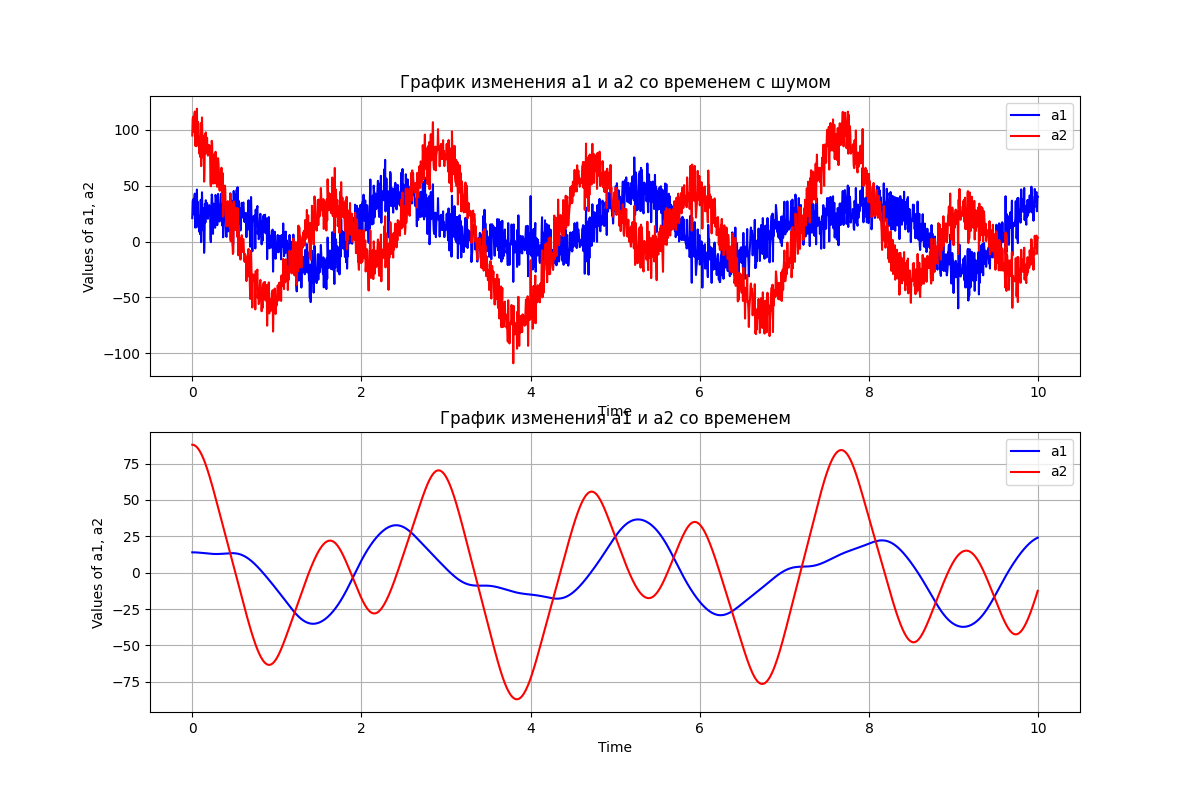 График изменения a1 и a2 со временем с шумом
Values of a1, a2
100
50
0
−50
−100
a1
a2
0 2 4 6 8 10
Time
График изменения a1 и a2 со временем
Values of a1, a2
75
50
25
0
−25
−50
−75
a1
a2
0 2 4 6 8 10
Time